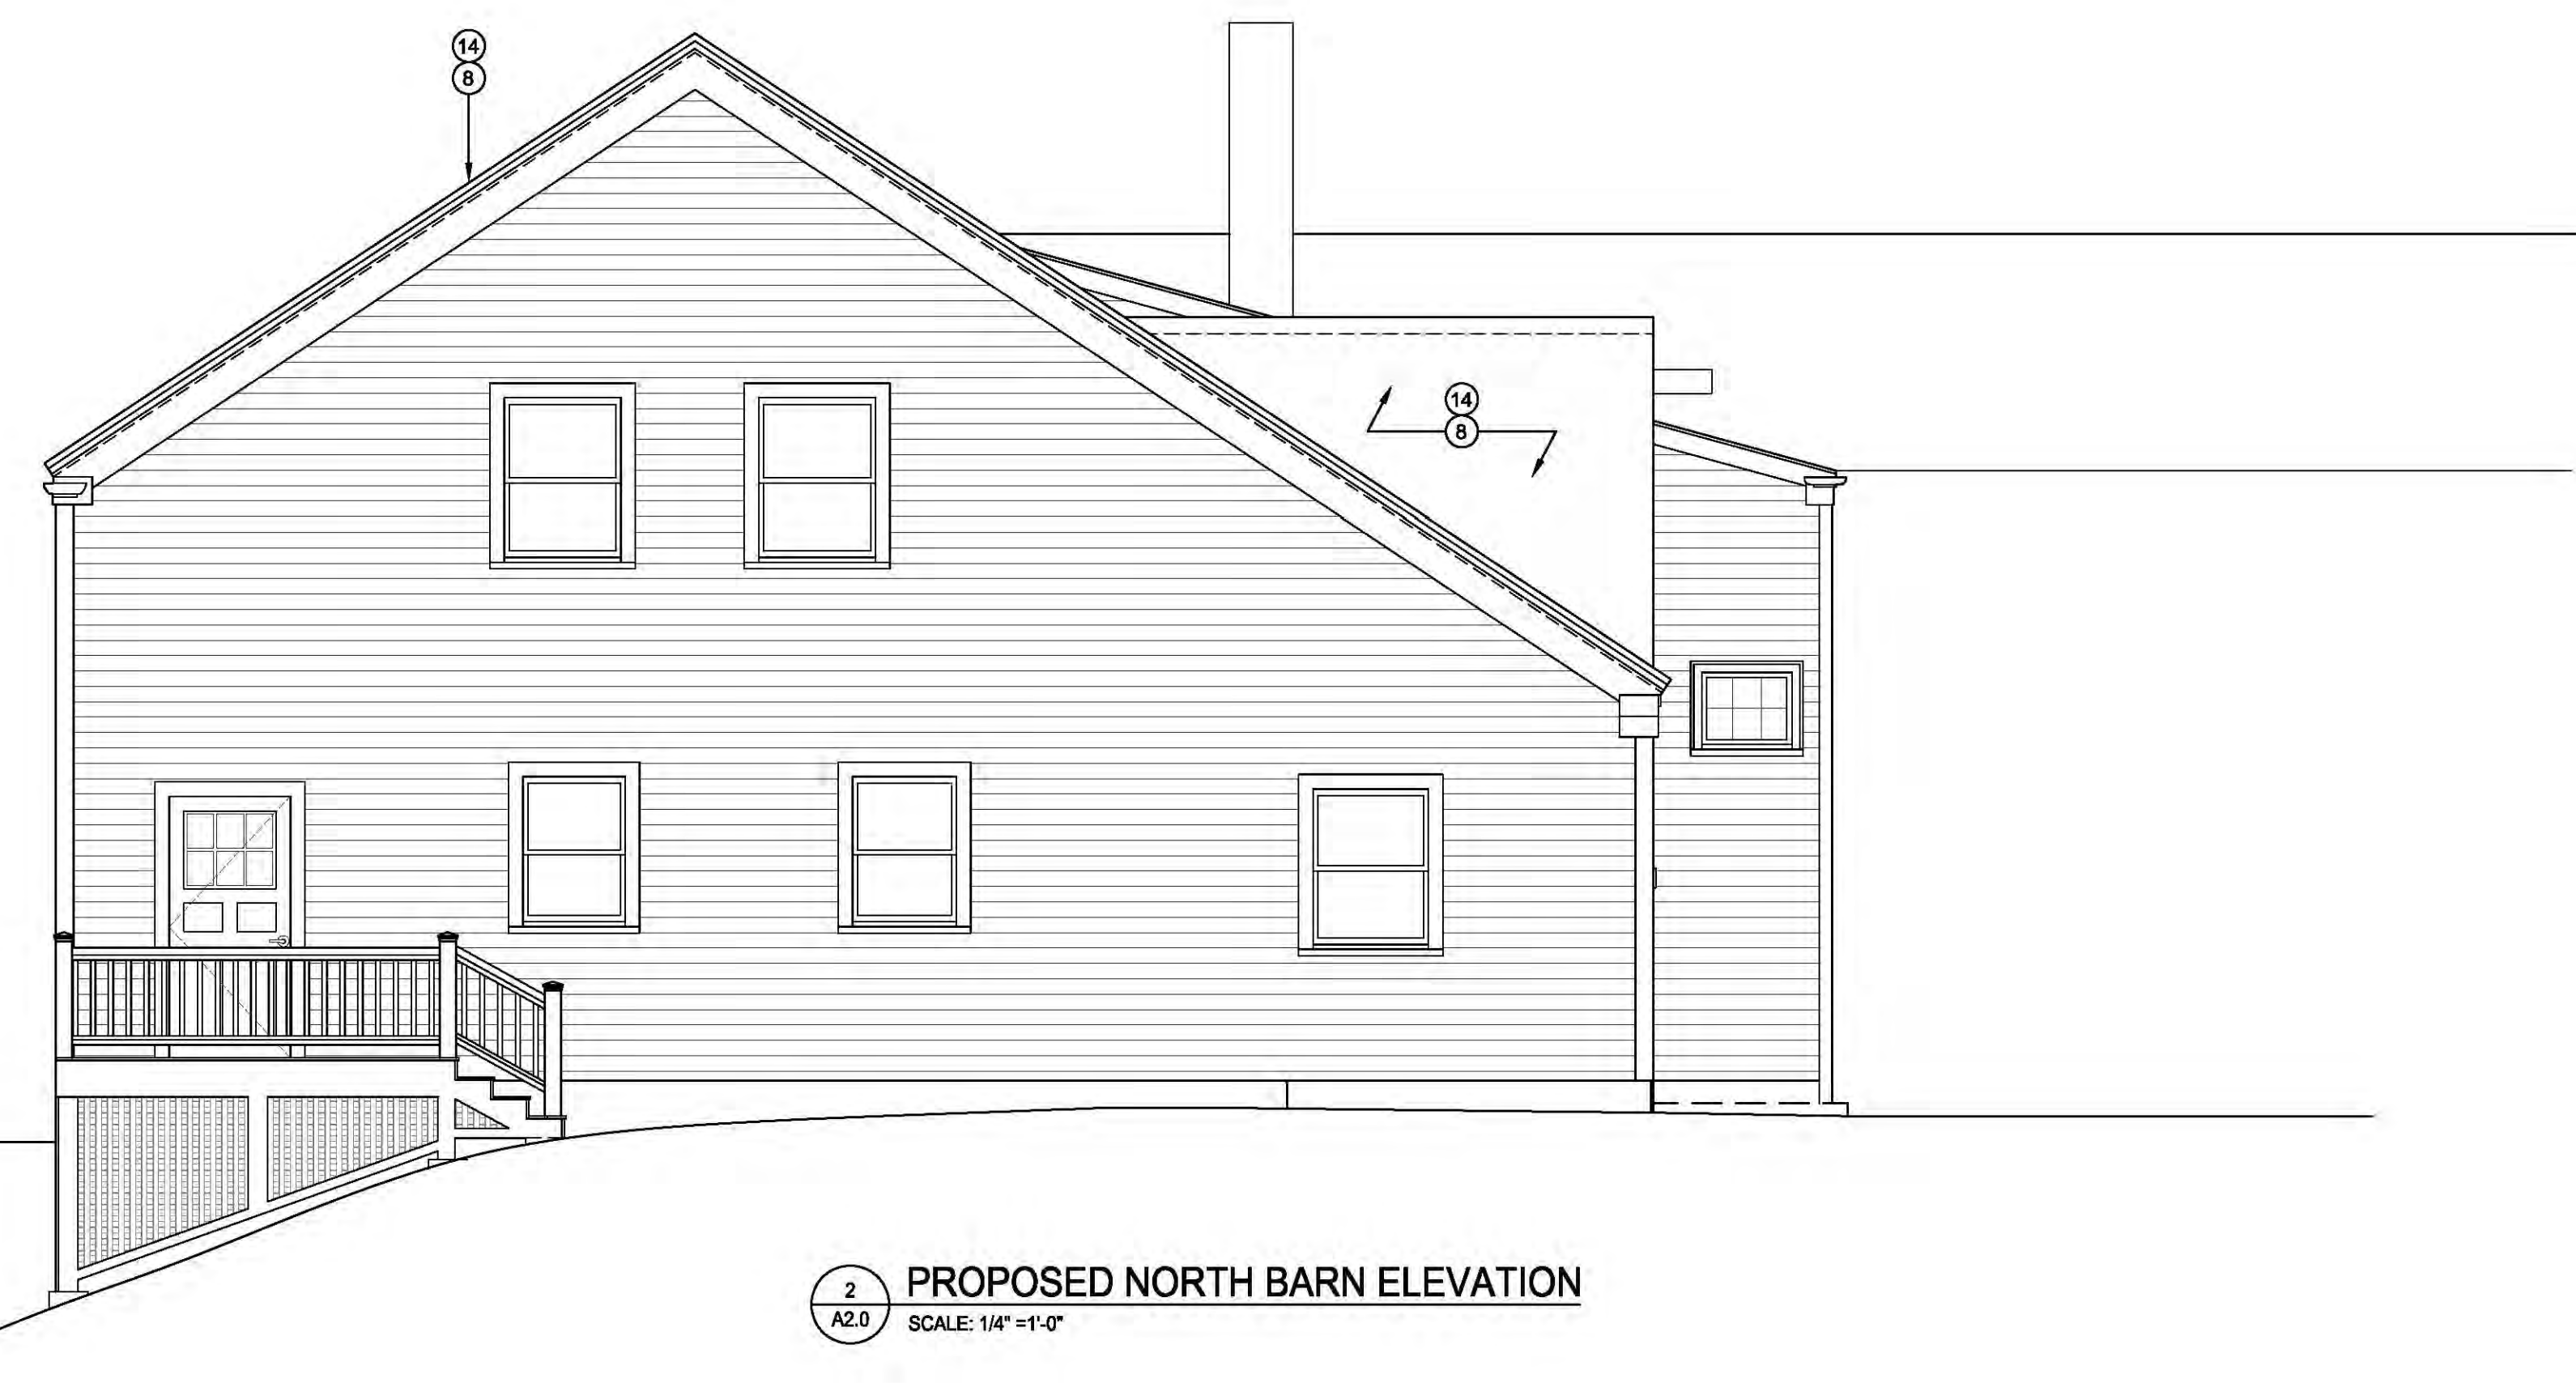 14
8
14
8
2
A2.0
PROPOSED NORTH BARN ELEVATION
SCALE: 1/4" =1'-0"